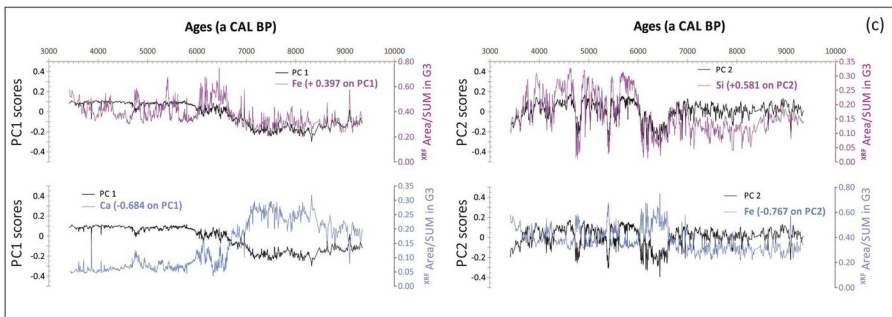 Ages (a CAL BP)
3000 4000 5000 6000 7000 8000 9000 10000
PC1 scores
0.4
0.2
0
-0.2
-0.4
PC 1
Fe (+ 0.397 on PC1)
0.80
0.60
0.40
0.20
0.00
XRF Area/SUM in G3
PC1 scores
0.4
0.2
0
-0.2
-0.4
PC 1
Ca (-0.684 on PC1)
0.35
0.30
0.25
0.20
0.15
0.10
0.05
0.00
XRF Area/SUM in G3
Ages (a CAL BP)
(c)
3000 4000 5000 6000 7000 8000 9000 10000
PC2 scores
0.4
0.2
0
-0.2
-0.4
PC 2
Si (+0.581 on PC2)
0.35
0.30
0.25
0.20
0.15
0.10
0.05
0.00
XRF Area/SUM in G3
PC2 scores
0.4
0.2
0
-0.2
-0.4
PC 2
Fe (-0.767 on PC2)
0.80
0.60
0.40
0.20
0.00
XRF Area/SUM in G3